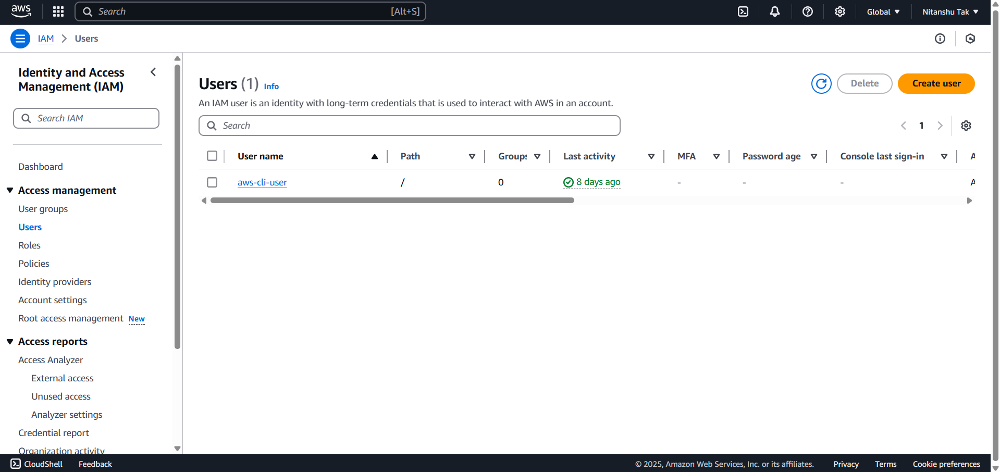 aws
Search [Alt+S]
Global
Nitanshu Tak
IAM
Users
Identity and Access
Management (IAM)
Search IAM
Dashboard
Access management
User groups
Users
Roles
Policies
Identity providers
Account settings
Root access management New
Access reports
Access Analyzer
External access
Unused access
Analyzer settings
Credential report
Organization activity
Users (1) Info
Delete
Create user
An IAM user is an identity with long-term credentials that is used to interact with AWS in an account.
Search
1
User name Path Groups Last activity MFA Password age Console last sign-in A
aws-cli-user / 0 8 days ago - - - A
CloudShell Feedback © 2025, Amazon Web Services, Inc. or its affiliates. Privacy Terms Cookie preferences